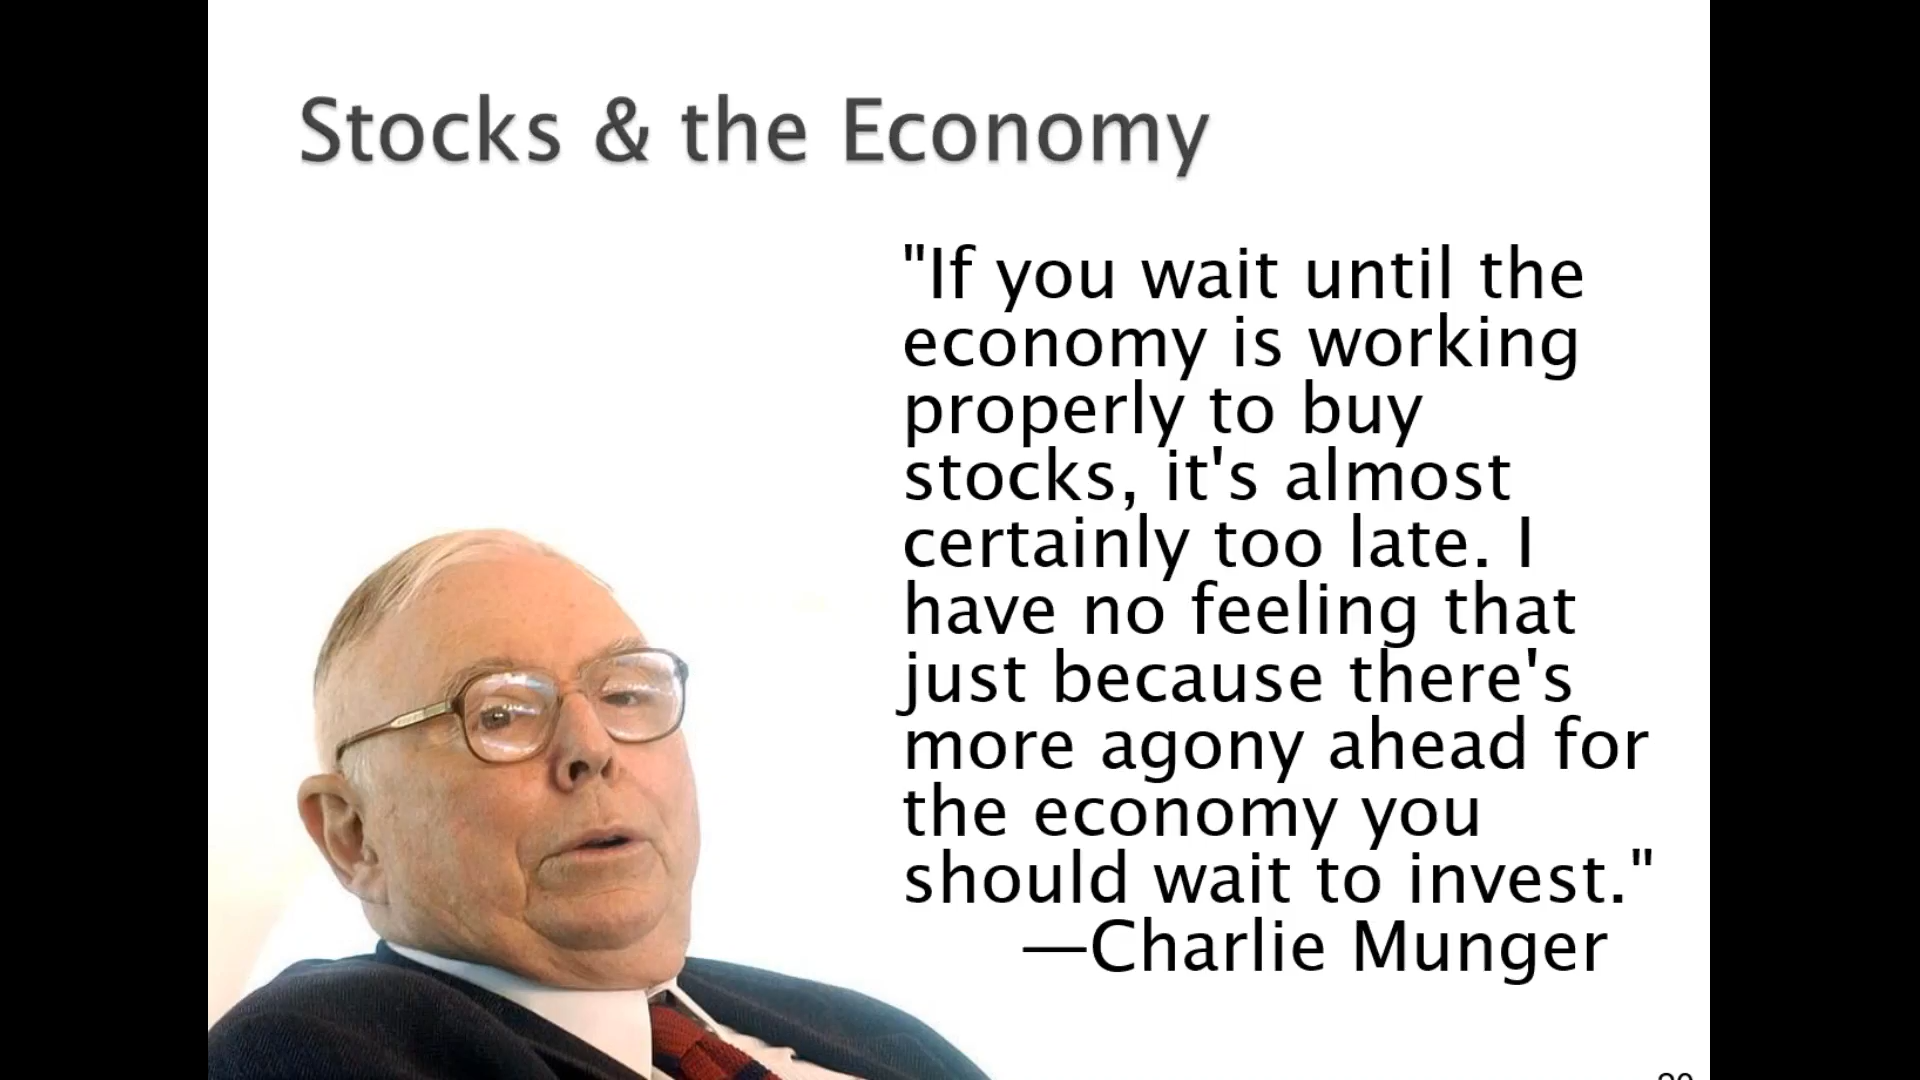 Stocks & the Economy
"If you wait until the
economy is working
properly to buy
stocks, it's almost
certainly too late. I
have no feeling that
just because there's
more agony ahead for
the economy you
should wait to invest."
—Charlie Munger